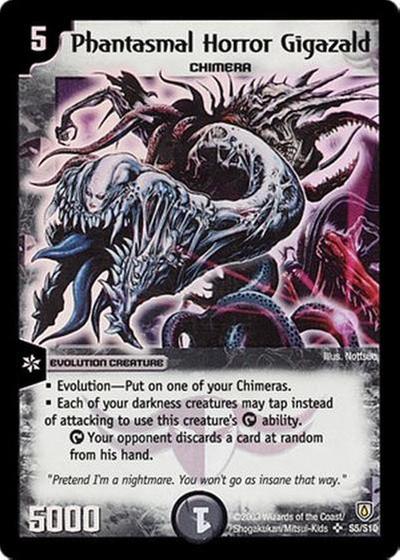 5 Phantasmal Horror Gigazald
CHIMERA
Illus. Nottsuo
EVOLUTION CREATURE
▪ Evolution—Put on one of your Chimeras.
▪ Each of your darkness creatures may tap instead
of attacking to use this creature's ability.
Your opponent discards a card at random
from his hand.
"Pretend I'm a nightmare. You won't go as insane that way."
5000
1
©2003 Wizards of the Coast/
Shogakukan/Mitsui-Kids S5/S10